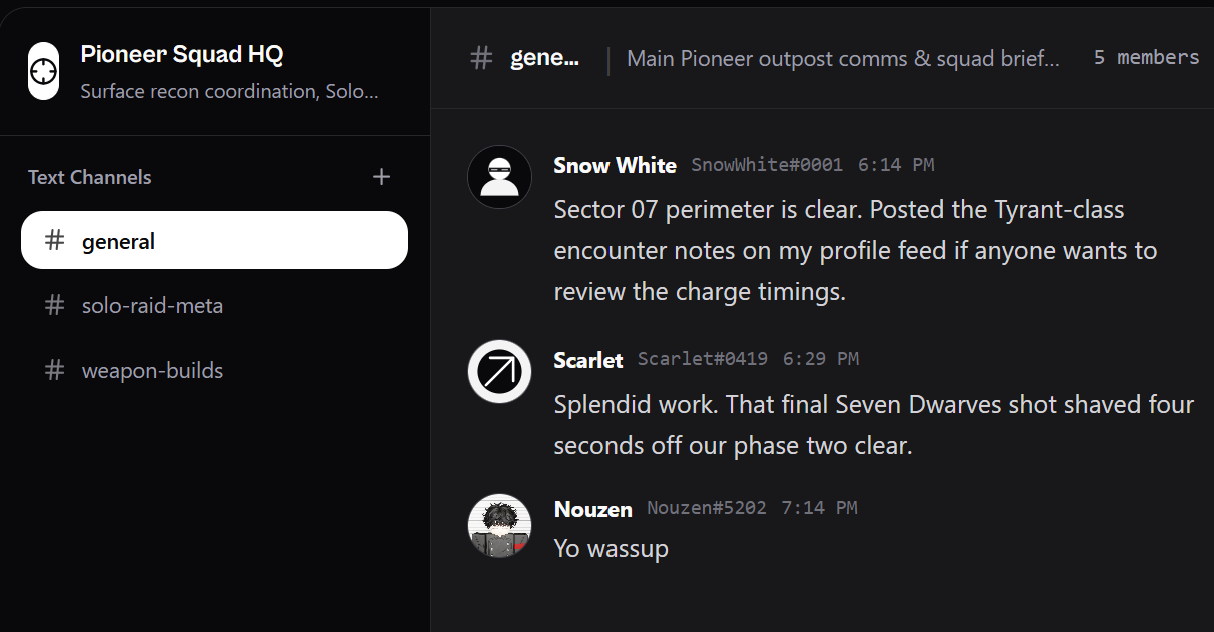 Pioneer Squad HQ
Surface recon coordination, Solo...
Text Channels
# general
# solo-raid-meta
# weapon-builds
# gene... | Main Pioneer outpost comms & squad brief... 5 members
Snow White SnowWhite#0001 6:14 PM
Sector 07 perimeter is clear. Posted the Tyrant-class
encounter notes on my profile feed if anyone wants to
review the charge timings.
Scarlet Scarlet#0419 6:29 PM
Splendid work. That final Seven Dwarves shot shaved four
seconds off our phase two clear.
Nouzen Nouzen#5202 7:14 PM
Yo wassup